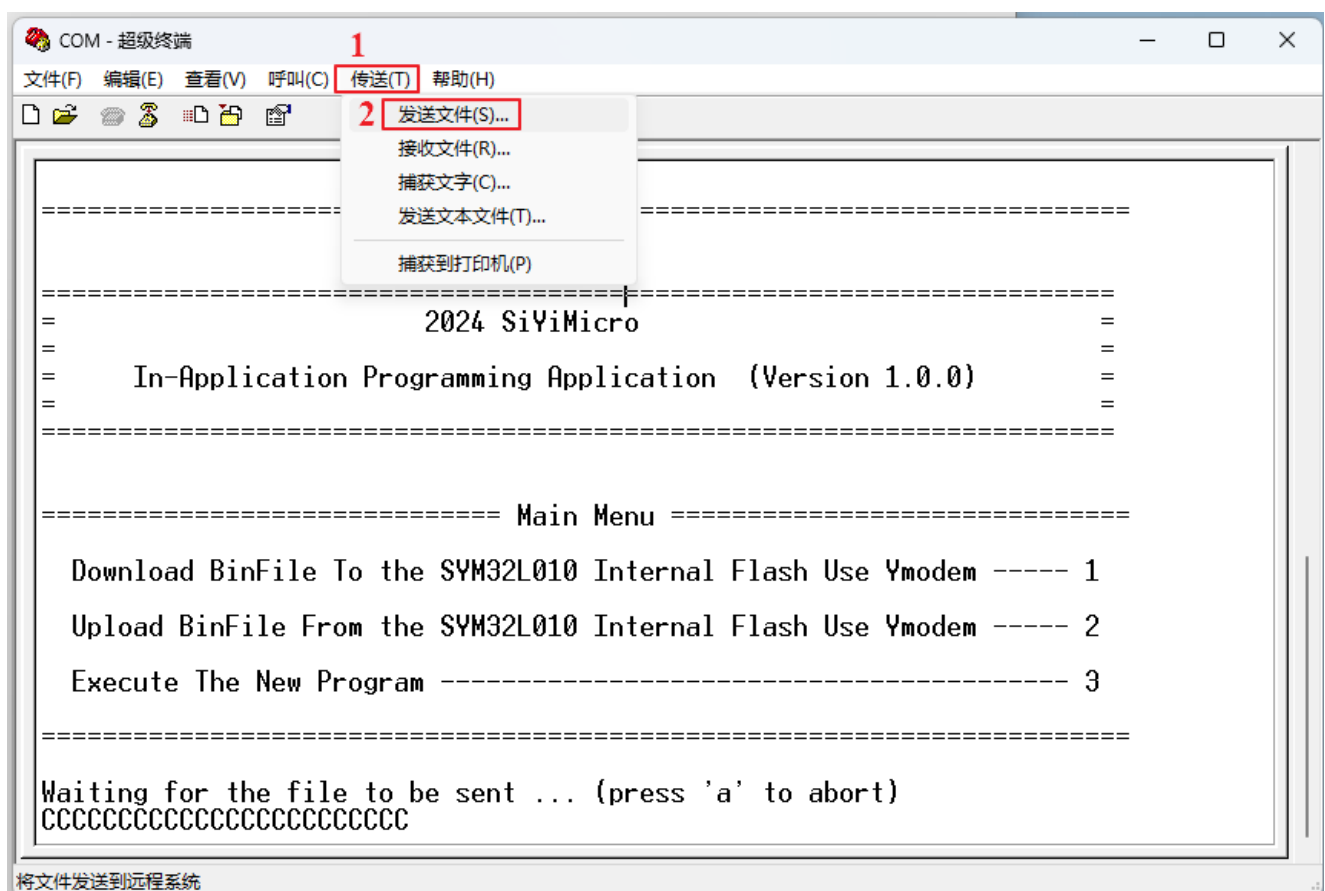 COM - 超级终端
1
文件(F) 编辑(E) 查看(V) 呼叫(C) 传送(T) 帮助(H)
2 发送文件(S)...
接收文件(R)...
捕获文字(C)...
发送文本文件(T)...
捕获到打印机(P)
=======================================================================
======================================================================
= 2024 SiYiMicro =
= =
= In-Application Programming Application (Version 1.0.0) =
= =
======================================================================
============================== Main Menu ==============================
Download BinFile To the SYM32L010 Internal Flash Use Ymodem ----- 1
Upload BinFile From the SYM32L010 Internal Flash Use Ymodem ----- 2
Execute The New Program ----------------------------------------- 3
=======================================================================
Waiting for the file to be sent ... (press 'a' to abort)
CCCCCCCCCCCCCCCCCCCCCCCC
将文件发送到远程系统